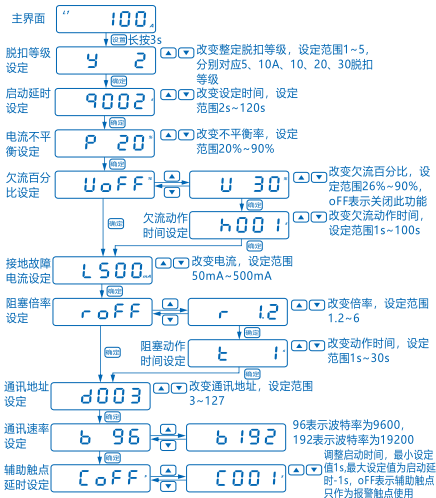 主界面
‘’ 100.A
设置 长按3s
脱扣等级
设定
y 2
改变整定脱扣等级，设定范围1~5,
分别对应5、10A、10、20、30脱扣
等级
确定
启动延时
设定
9002
改变设定时间，设定
范围2s~120s
确定
电流不平
衡设定
P 20
改变不平衡率，设定
范围20%~90%
确定
欠流百分
比设定
UoFF
U 30
改变欠流百分比，设
定范围26%~90%，
oFF表示关闭此功能
确定
确定
欠流动作
时间设定
h001
改变欠流动作时间，
设定范围1s~100s
确定
接地故障
电流设定
L500mA
改变电流，设定范围
50mA~500mA
确定
阻塞倍率
设定
roFF
r 1.2
改变倍率，设定范围
1.2~6
确定
确定
阻塞动作
时间设定
t 1
改变动作时间，设定
范围1s~30s
确定
通讯地址
设定
d003
改变通讯地址，设定范围
3~127
确定
通讯速率
设定
b 96
b192
96表示波特率为9600，
192表示波特率为19200
确定
辅助触点
延时设定
CoFF
C001
调整启动时间，最小设定
值1s,最大设定值为启动延
时-1s，oFF表示辅助触点
只作为报警触点使用